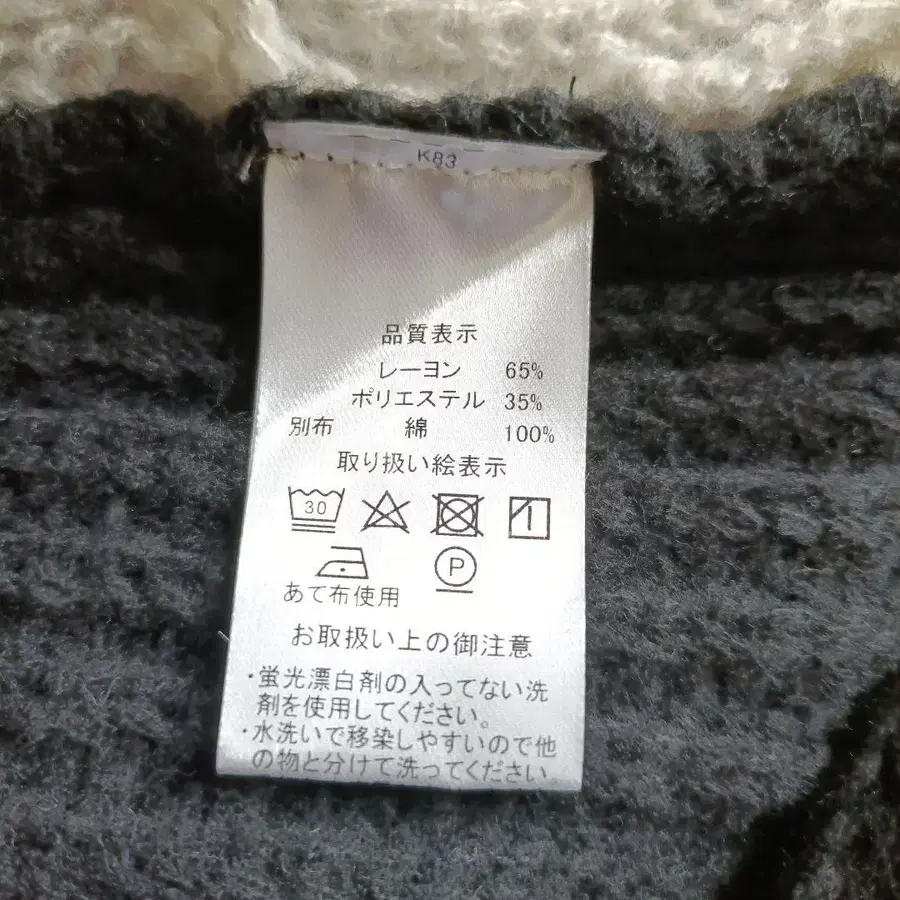 K83
品質表示
レーヨン 65%
ポリエステル 35%
別布 綿 100%
取り扱い絵表示
30
P
あて布使用
お取扱い上の御注意
・蛍光漂白剤の入ってない洗
剤を使用してください。
・水洗いで移染しやすいので他
の物と分けて洗ってください。